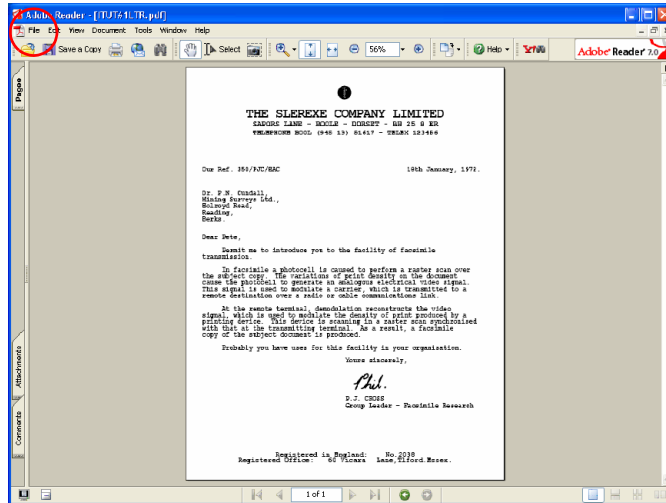 Adobe Reader - [ITUT61LTR.pdf]
File Edit View Document Tools Window Help
Save a Copy Select 56% Help Y! Adobe Reader 7.0
Pages
Attachments
Comments
THE SLEREXE COMPANY LIMITED
SAPORS LANE - BOOLE - DORSET - BH 25 8 ER
TELEPHONE BOOL (945 13) 51617 - TELEX 123456
Our Ref. 350/PJC/EAC 18th January, 1972.
Dr. P.N. Cundall,
Mining Surveys Ltd.,
Holroyd Road,
Reading,
Berks.
Dear Pete,
Permit me to introduce you to the facility of facsimile
transmission.
In facsimile a photocell is caused to perform a raster scan over
the subject copy. The variations of print density on the document
cause the photocell to generate an analogous electrical video signal.
This signal is used to modulate a carrier, which is transmitted to a
remote destination over a radio or cable communications link.
At the remote terminal, demodulation reconstructs the video
signal, which is used to modulate the density of print produced by a
printing device. This device is scanning in a raster scan synchronised
with that at the transmitting terminal. As a result, a facsimile
copy of the subject document is produced.
Probably you have uses for this facility in your organisation.
Yours sincerely,
Phil.
P.J. CROSS
Group Leader - Facsimile Research
Registered in England: No. 2038
Registered Office: 60 Vicara Lane, Ilford. Essex.
1 of 1